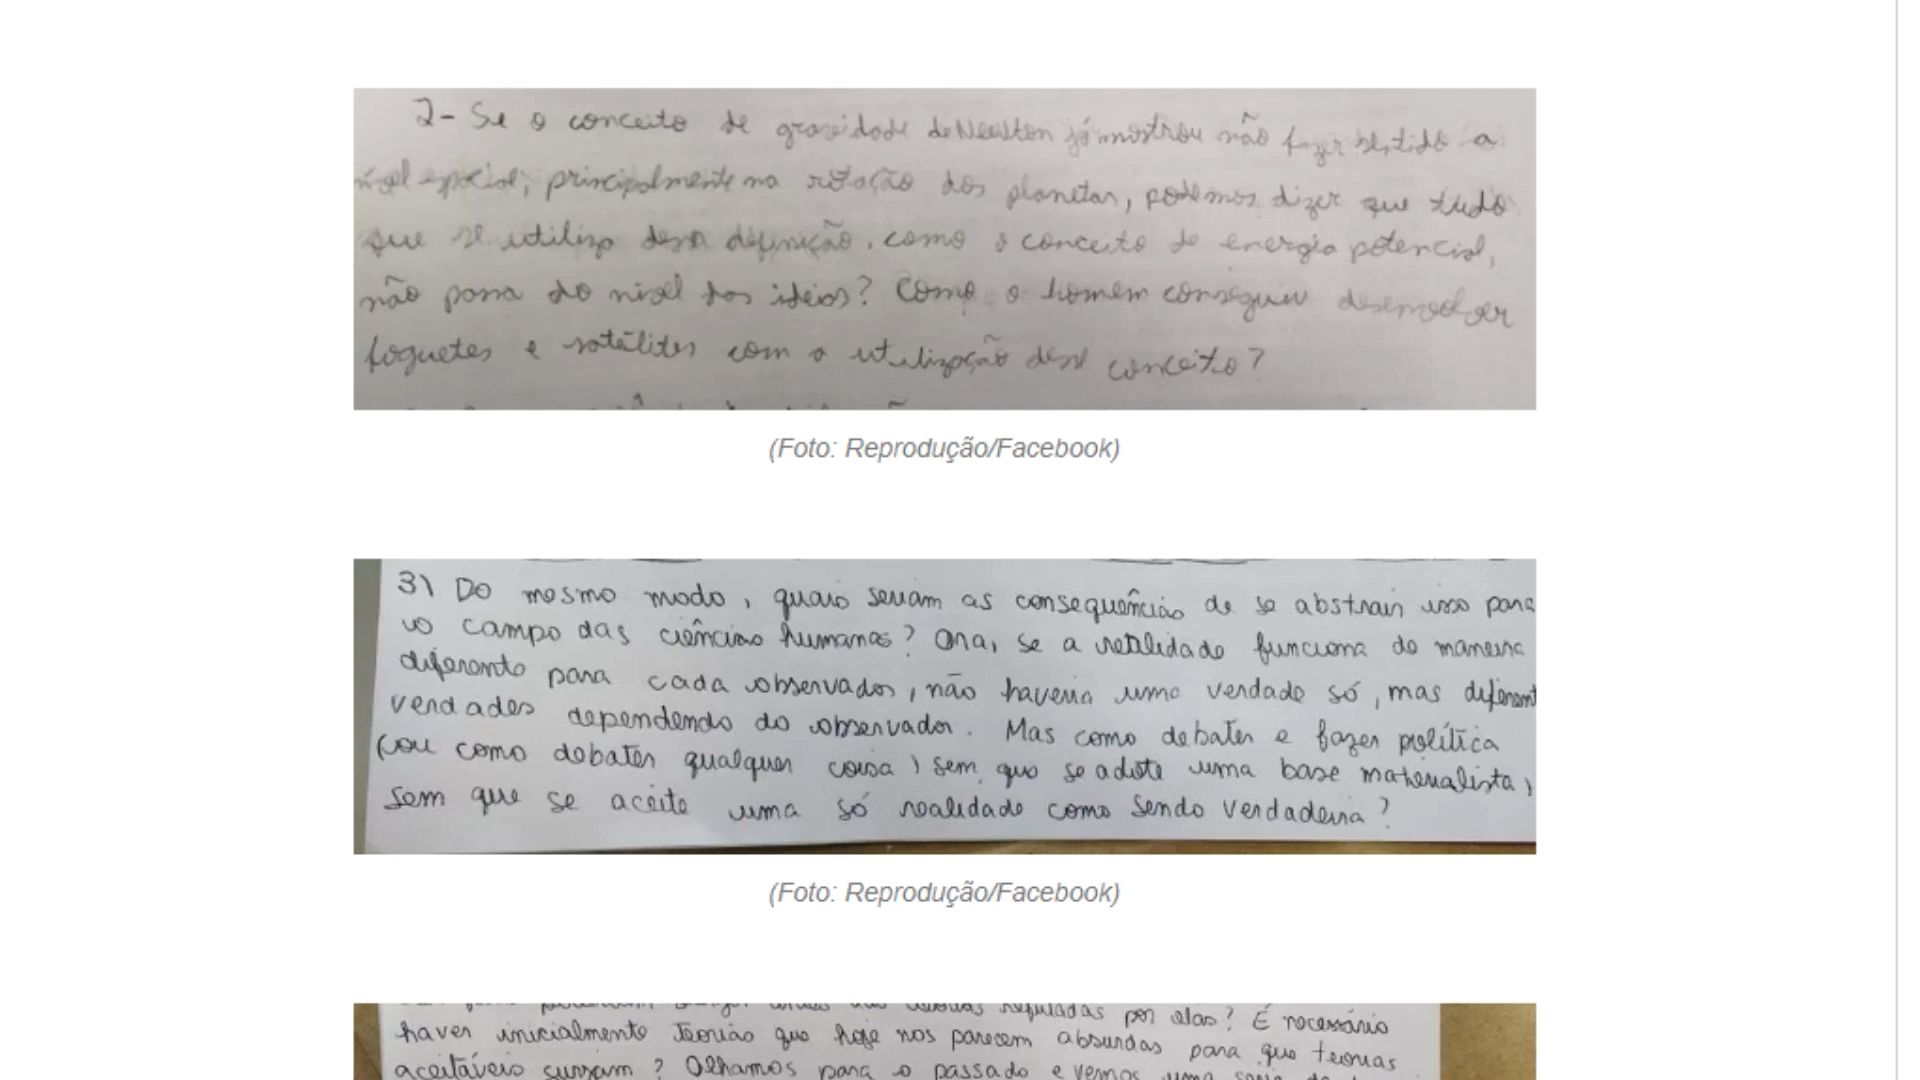 2- Se o conceito de gravidade de Newton já mostrou não fazer sentido a
nível espacial, principalmente na rotação dos planetas, podemos dizer que tudo
que se utiliza dessa definição, como o conceito de energia potencial,
não passa do nível das ideias? Como o homem conseguiu desenvolver
foguetes e satélites com a utilização desse conceito?
(Foto: Reprodução/Facebook)
3) Do mesmo modo, quais seriam as consequências de se abstrair isso para
o campo das ciências humanas? Ora, se a realidade funciona de maneira
diferente para cada observador, não haveria uma verdade só, mas diferent
verdades dependendo do observador. Mas como debater e fazer política
(ou como debater qualquer coisa) sem que se adote uma base materialista,
sem que se aceite uma só realidade como sendo verdadeira?
(Foto: Reprodução/Facebook)
refutadas por elas? É necessário
haver inicialmente teorias que hoje nos parecem absurdas para que teorias
aceitáveis surjam? Olhamos para o passado e vemos uma série de